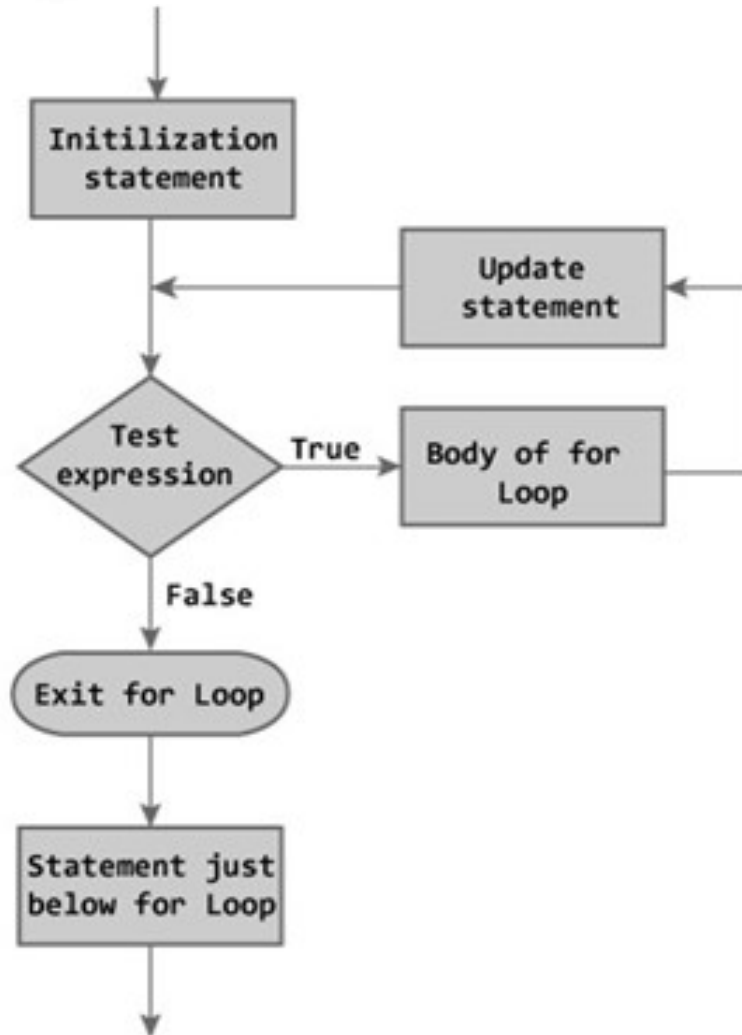 Initilization
statement
Update
statement
Test
expression
True
Body of for
Loop
False
Exit for Loop
Statement just
below for Loop